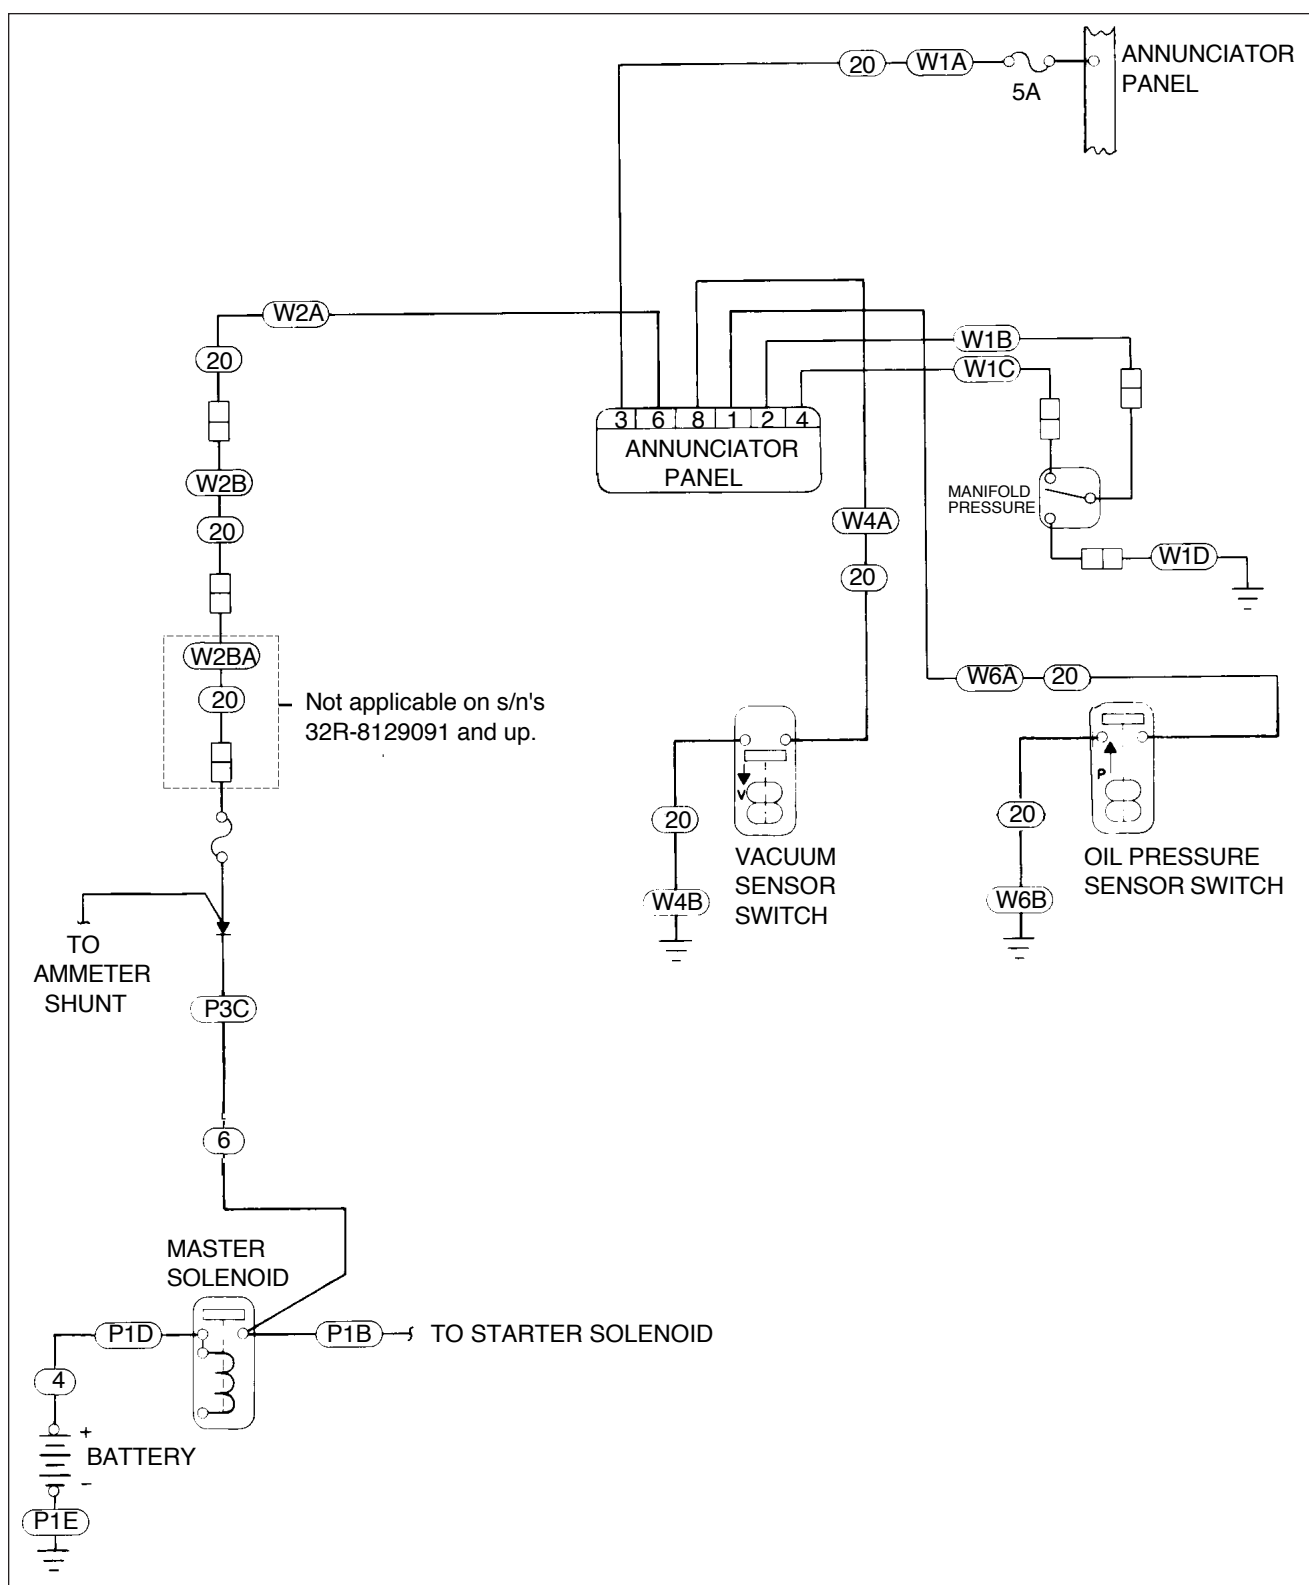 20
W1A
5A
ANNUNCIATOR
PANEL
W2A
20
W1B
W1C
3 6 8 1 2 4
ANNUNCIATOR
PANEL
W2B
20
MANIFOLD
PRESSURE
W4A
20
W1D
W2BA
20
Not applicable on s/n's
32R-8129091 and up.
W6A
20
V
P
20
20
VACUUM
SENSOR
SWITCH
OIL PRESSURE
SENSOR SWITCH
W4B
W6B
TO
AMMETER
SHUNT
P3C
6
MASTER
SOLENOID
P1D
P1B
TO STARTER SOLENOID
4
+
BATTERY
−
P1E